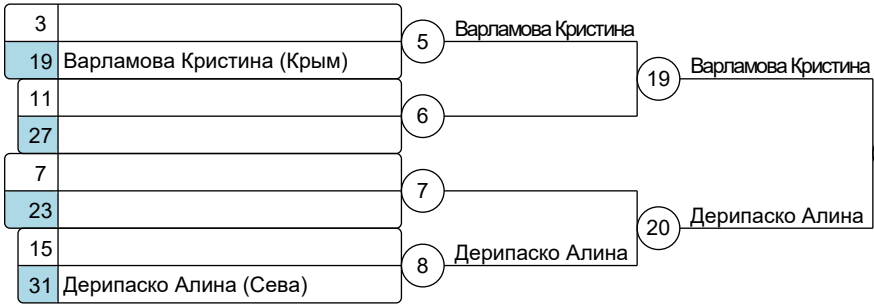 3
5 Варламова Кристина
19 Варламова Кристина (Крым)
19 Варламова Кристина
11
6
27
7
7
23
20 Дерипаско Алина
15
8 Дерипаско Алина
31 Дерипаско Алина (Сева)